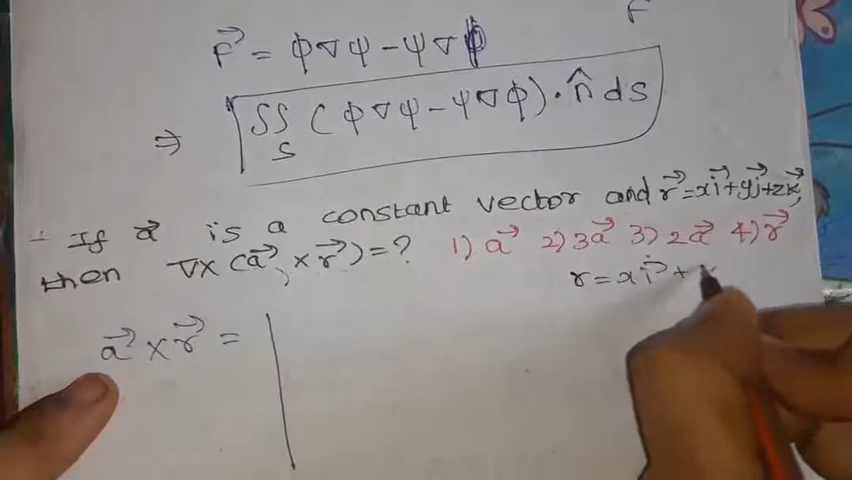 F
F⃗ = ϕ∇ψ - ψ∇ϕ
⇒ ∬ (ϕ∇ψ - ψ∇ϕ) · n̂ ds
S
If a⃗ is a constant vector and r⃗ = xi⃗+yj⃗+zk⃗,
then ∇× (a⃗ × r⃗) = ? 1) a⃗ 2) 3a⃗ 3) 2a⃗ 4) r⃗
r = xi⃗ +
a⃗ × r⃗ =